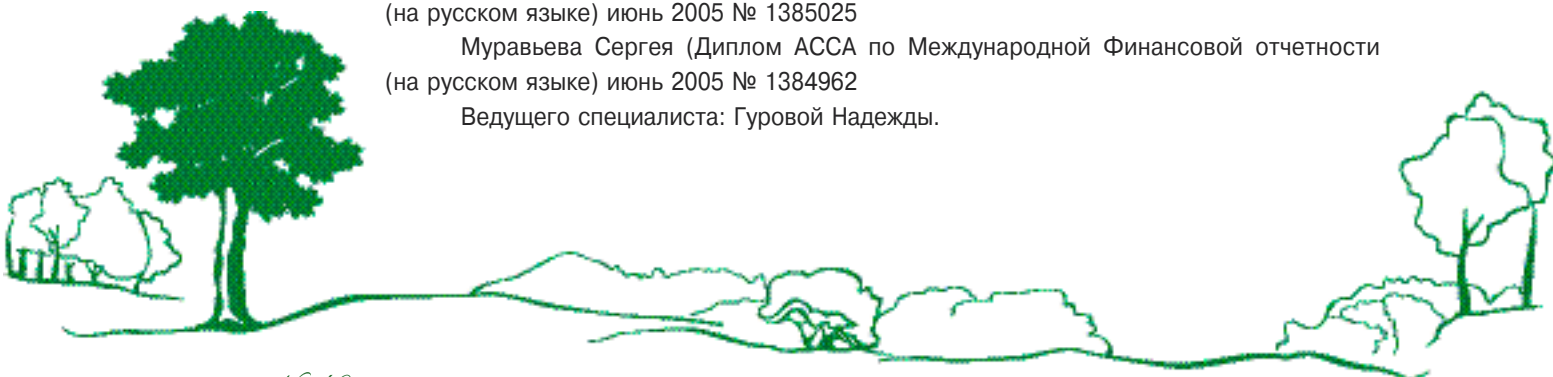 (на русском языке) июнь 2005 № 1385025
Муравьева Сергея (Диплом АССА по Международной Финансовой отчетности
(на русском языке) июнь 2005 № 1384962
Ведущего специалиста: Гуровой Надежды.